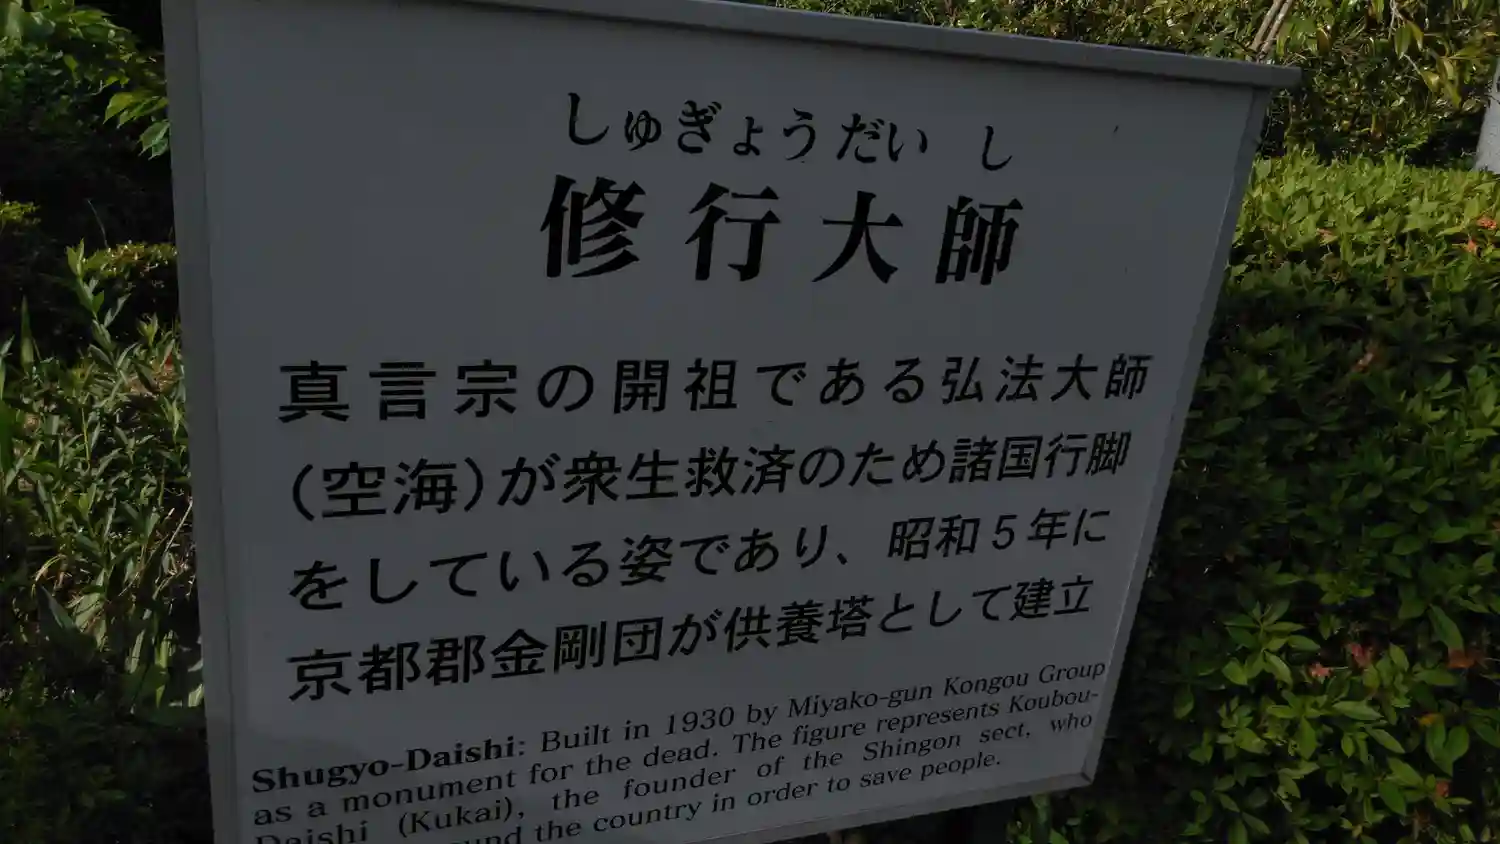 しゅぎょうだいし
修行大師
真言宗の開祖である弘法大師
（空海）が衆生救済のため諸国行脚
をしている姿であり、昭和５年に
京都郡金剛団が供養塔として建立
Shugyo-Daishi: Built in 1930 by Miyako-gun Kongou Group
as a monument for the dead. The figure represents Koubou-
Daishi (Kukai), the founder of the Shingon sect, who
the country in order to save people.